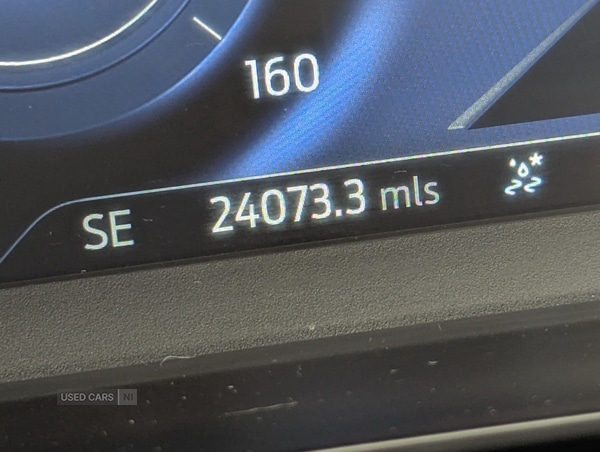 160
SE 24073.3 mls
USED CARS NI